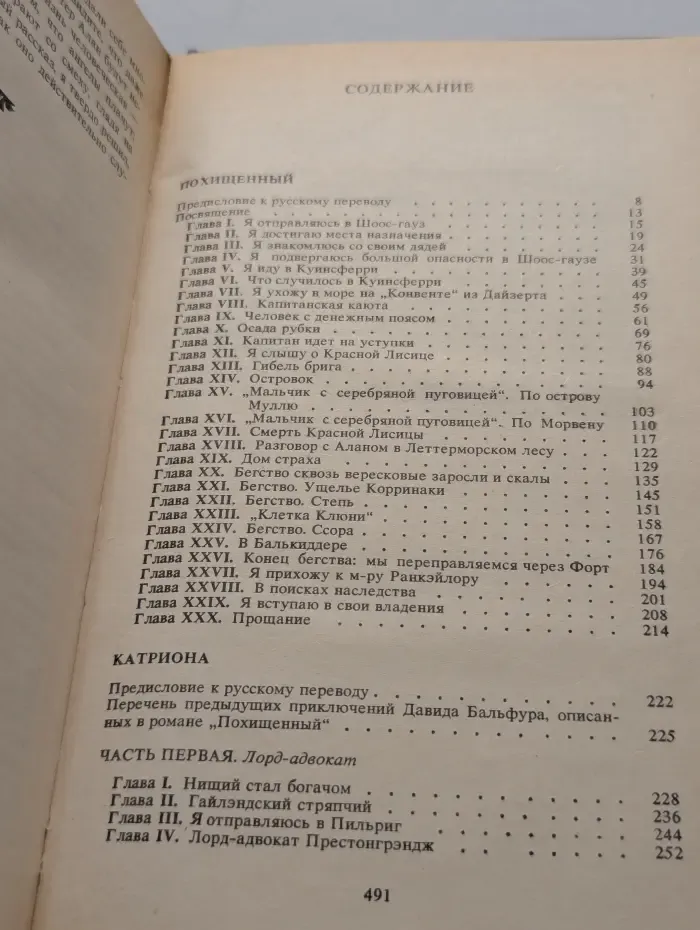 СОДЕРЖАНИЕ
ПОХИЩЕННЫЙ
Предисловие к русскому переводу . . . . . . . . 8
Посвящение . . . . . . . . . . . 13
Глава I. Я отправляюсь в Шоос-гауз . . . . . . . 15
Глава II. Я достигаю места назначения . . . . . . . 19
Глава III. Я знакомлюсь со своим дядей . . . . . . . 24
Глава IV. Я подвергаюсь большой опасности в Шоос-гаузе 31
Глава V. Я иду в Куинсферри . . . . . . . . 39
Глава VI. Что случилось в Куинсферри . . . . . . . 45
Глава VII. Я ухожу в море на „Конвенте“ из Дайзерта . . . 49
Глава VIII. Капитанская каюта . . . . . . . . 56
Глава IX. Человек с денежным поясом . . . . . . . 61
Глава X. Осада рубки . . . . . . . . . . 69
Глава XI. Капитан идет на уступки . . . . . . . . 76
Глава XII. Я слышу о Красной Лисице . . . . . . . 80
Глава XIII. Гибель брига . . . . . . . . . . 88
Глава XIV. Островок . . . . . . . . . . . 94
Глава XV. „Мальчик с серебряной пуговицей“. По острову
Муллю . . . . . . . . . . . 103
Глава XVI. „Мальчик с серебряной пуговицей“. По Морвену 110
Глава XVII. Смерть Красной Лисицы . . . . . . . 117
Глава XVIII. Разговор с Аланом в Леттерморском лесу . . . 122
Глава XIX. Дом страха . . . . . . . . . . 129
Глава XX. Бегство сквозь вересковые заросли и скалы . . . 135
Глава XXI. Бегство. Ущелье Корринаки . . . . . . . 145
Глава XXII. Бегство. Степь . . . . . . . . . 151
Глава XXIII. „Клетка Клюни“ . . . . . . . . . 158
Глава XXIV. Бегство. Ссора . . . . . . . . . 167
Глава XXV. В Балькиддере . . . . . . . . . 176
Глава XXVI. Конец бегства: мы переправляемся через Форт 184
Глава XXVII. Я прихожу к м-ру Ранкэйлору . . . . . 194
Глава XXVIII. В поисках наследства . . . . . . . 201
Глава XXIX. Я вступаю в свои владения . . . . . . 208
Глава XXX. Прощание . . . . . . . . . . 214
КАТРИОНА
Предисловие к русскому переводу . . . . . . . . . 222
Перечень предыдущих приключений Давида Бальфура, описан-
ных в романе „Похищенный“ . . . . . . . . . 225
ЧАСТЬ ПЕРВАЯ. Лорд-адвокат
Глава I. Нищий стал богачом . . . . . . . . . 228
Глава II. Гайлэндский стряпчий . . . . . . . . . 236
Глава III. Я отправляюсь в Пильриг . . . . . . . . 244
Глава IV. Лорд-адвокат Престонгрэндж . . . . . . . 252
491